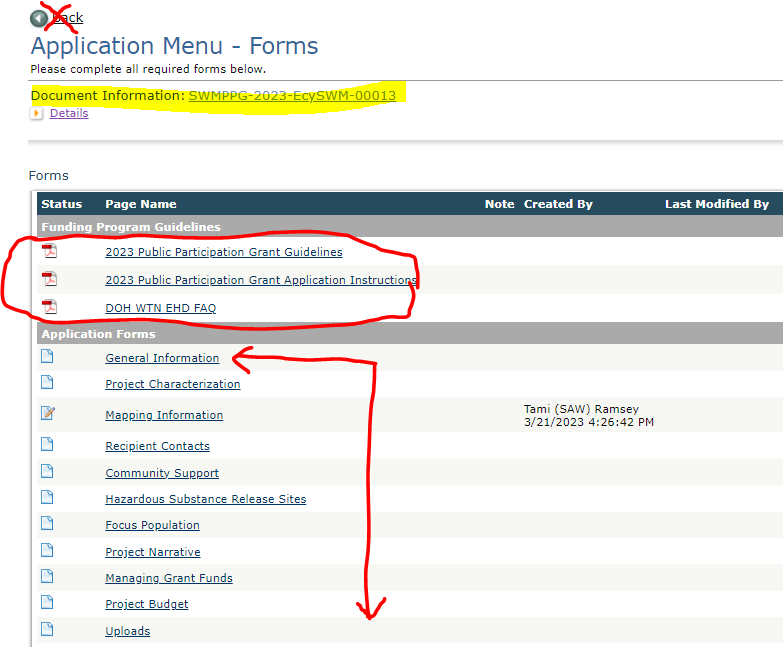 Back
Application Menu - Forms
Please complete all required forms below.
Document Information: SWMPPG-2023-EcySWM-00013
Details
Forms
Status Page Name Note Created By Last Modified By
Funding Program Guidelines
2023 Public Participation Grant Guidelines
2023 Public Participation Grant Application Instructions
DOH WTN EHD FAQ
Application Forms
General Information
Project Characterization
Mapping Information Tami (SAW) Ramsey
3/21/2023 4:26:42 PM
Recipient Contacts
Community Support
Hazardous Substance Release Sites
Focus Population
Project Narrative
Managing Grant Funds
Project Budget
Uploads